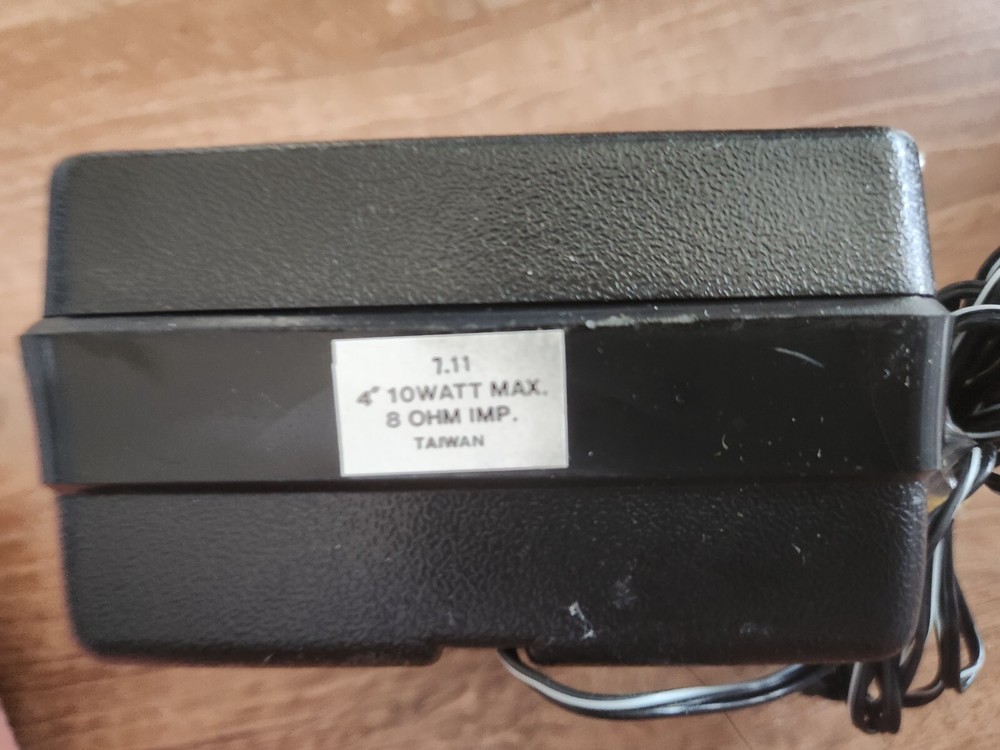 7.11
4" 10WATT MAX.
8 OHM IMP.
TAIWAN